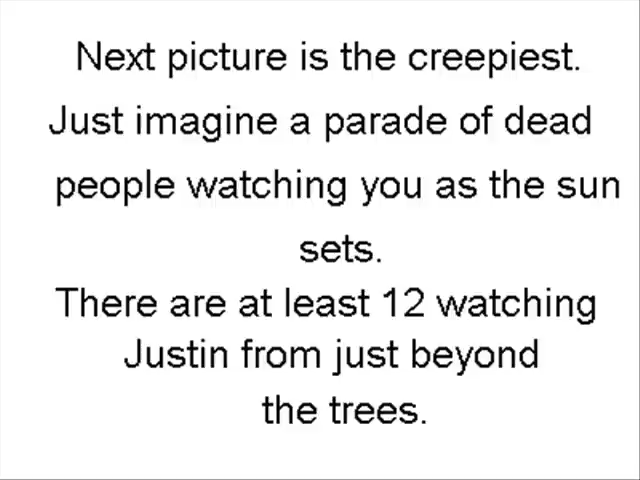 Next picture is the creepiest.
Just imagine a parade of dead
people watching you as the sun
sets.
There are at least 12 watching
Justin from just beyond
the trees.